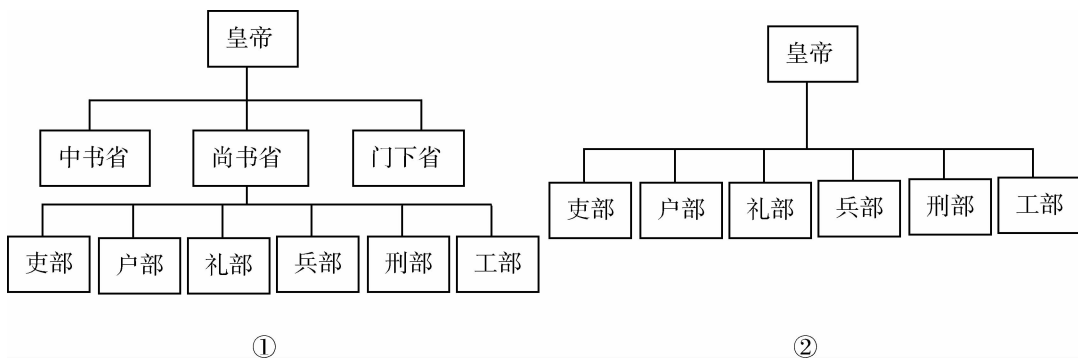 皇帝
中书省 尚书省 门下省
吏部 户部 礼部 兵部 刑部 工部
①
皇帝
吏部 户部 礼部 兵部 刑部 工部
②